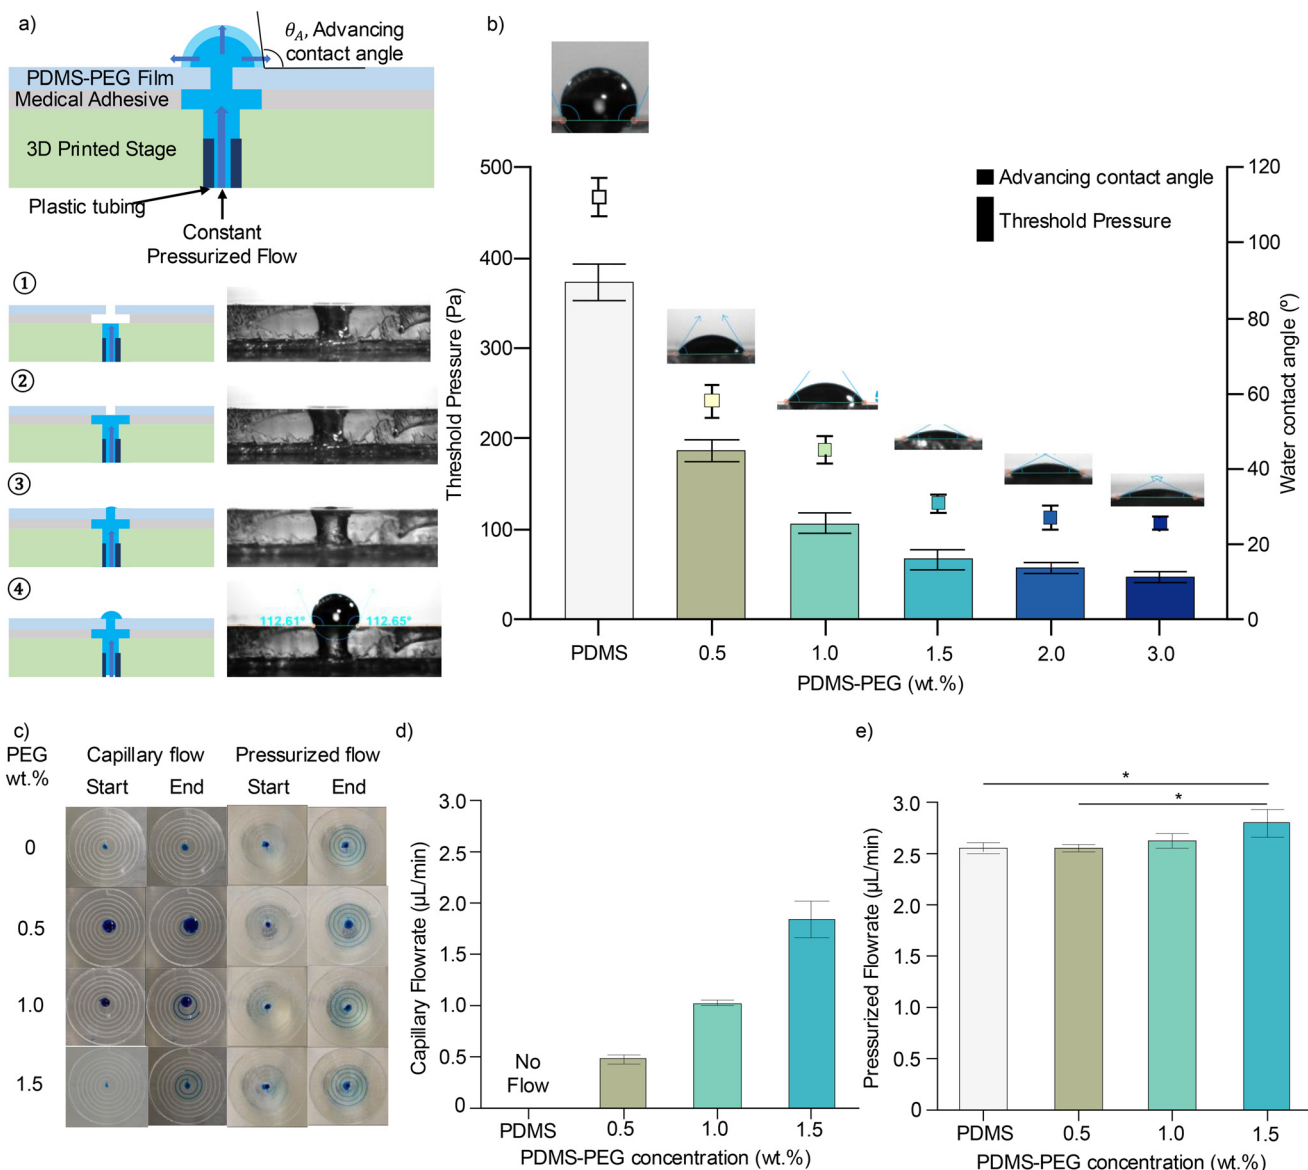 a)
θA, Advancing
contact angle
PDMS-PEG Film
Medical Adhesive
3D Printed Stage
Plastic tubing
Constant
Pressurized Flow
①
②
③
④
112.61°
112.65°
b)
500
400
300
200
100
0
Threshold Pressure (Pa)
Advancing contact angle
Threshold Pressure
120
100
80
60
40
20
0
Water contact angle (º)
PDMS
0.5
1.0
1.5
2.0
3.0
PDMS-PEG (wt.%)
c)
PEG
wt.%
Capillary flow
Pressurized flow
Start
End
Start
End
0
0.5
1.0
1.5
d)
3.0
2.5
2.0
1.5
1.0
0.5
0
Capillary Flowrate (µL/min)
No
Flow
PDMS
0.5
1.0
1.5
PDMS-PEG concentration (wt.%)
e)
*
*
3.0
2.5
2.0
1.5
1.0
0.5
0
Pressurized Flowrate (µL/min)
PDMS
0.5
1.0
1.5
PDMS-PEG concentration (wt.%)